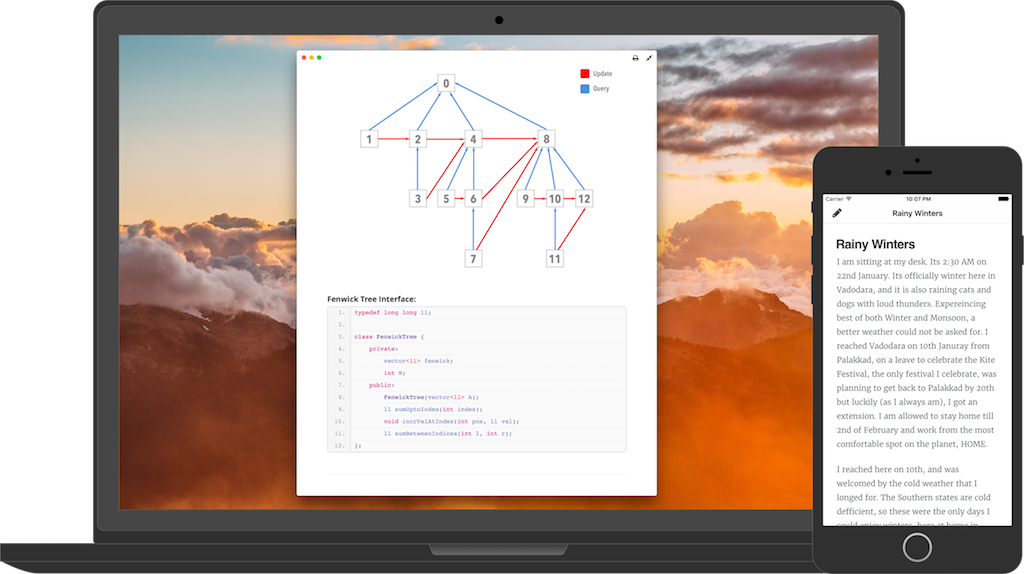 Update
Query
0
1 2 4 8
3 5 6 9 10 12
7 11
Fenwick Tree Interface:
1. typedef long long ll;
2.
3. class FenwickTree {
4. private:
5. vector<ll> fenwick;
6. int N;
7. public:
8. FenwickTree(vector<ll> A);
9. ll sumUptoIndex(int index);
10. void incrValAtIndex(int pos, ll val);
11. ll sumBetweenIndices(int l, int r);
12. };
Carrier 10:07 PM
Rainy Winters
Rainy Winters
I am sitting at my desk. Its 2:30 AM on
22nd January. Its officially winter here in
Vadodara, and it is also raining cats and
dogs with loud thunders. Expereincing
best of both Winter and Monsoon, a
better weather could not be asked for. I
reached Vadodara on 10th Januray from
Palakkad, on a leave to celebrate the Kite
Festival, the only festival I celebrate, was
planning to get back to Palakkad by 20th
but luckily (as I always am), I got an
extension. I am allowed to stay home till
2nd of February and work from the most
comfortable spot on the planet, HOME.
I reached here on 10th, and was
welcomed by the cold weather that I
longed for. The Southern states are cold
defficient, so these were the only days I
could enjoy winters, here at home in